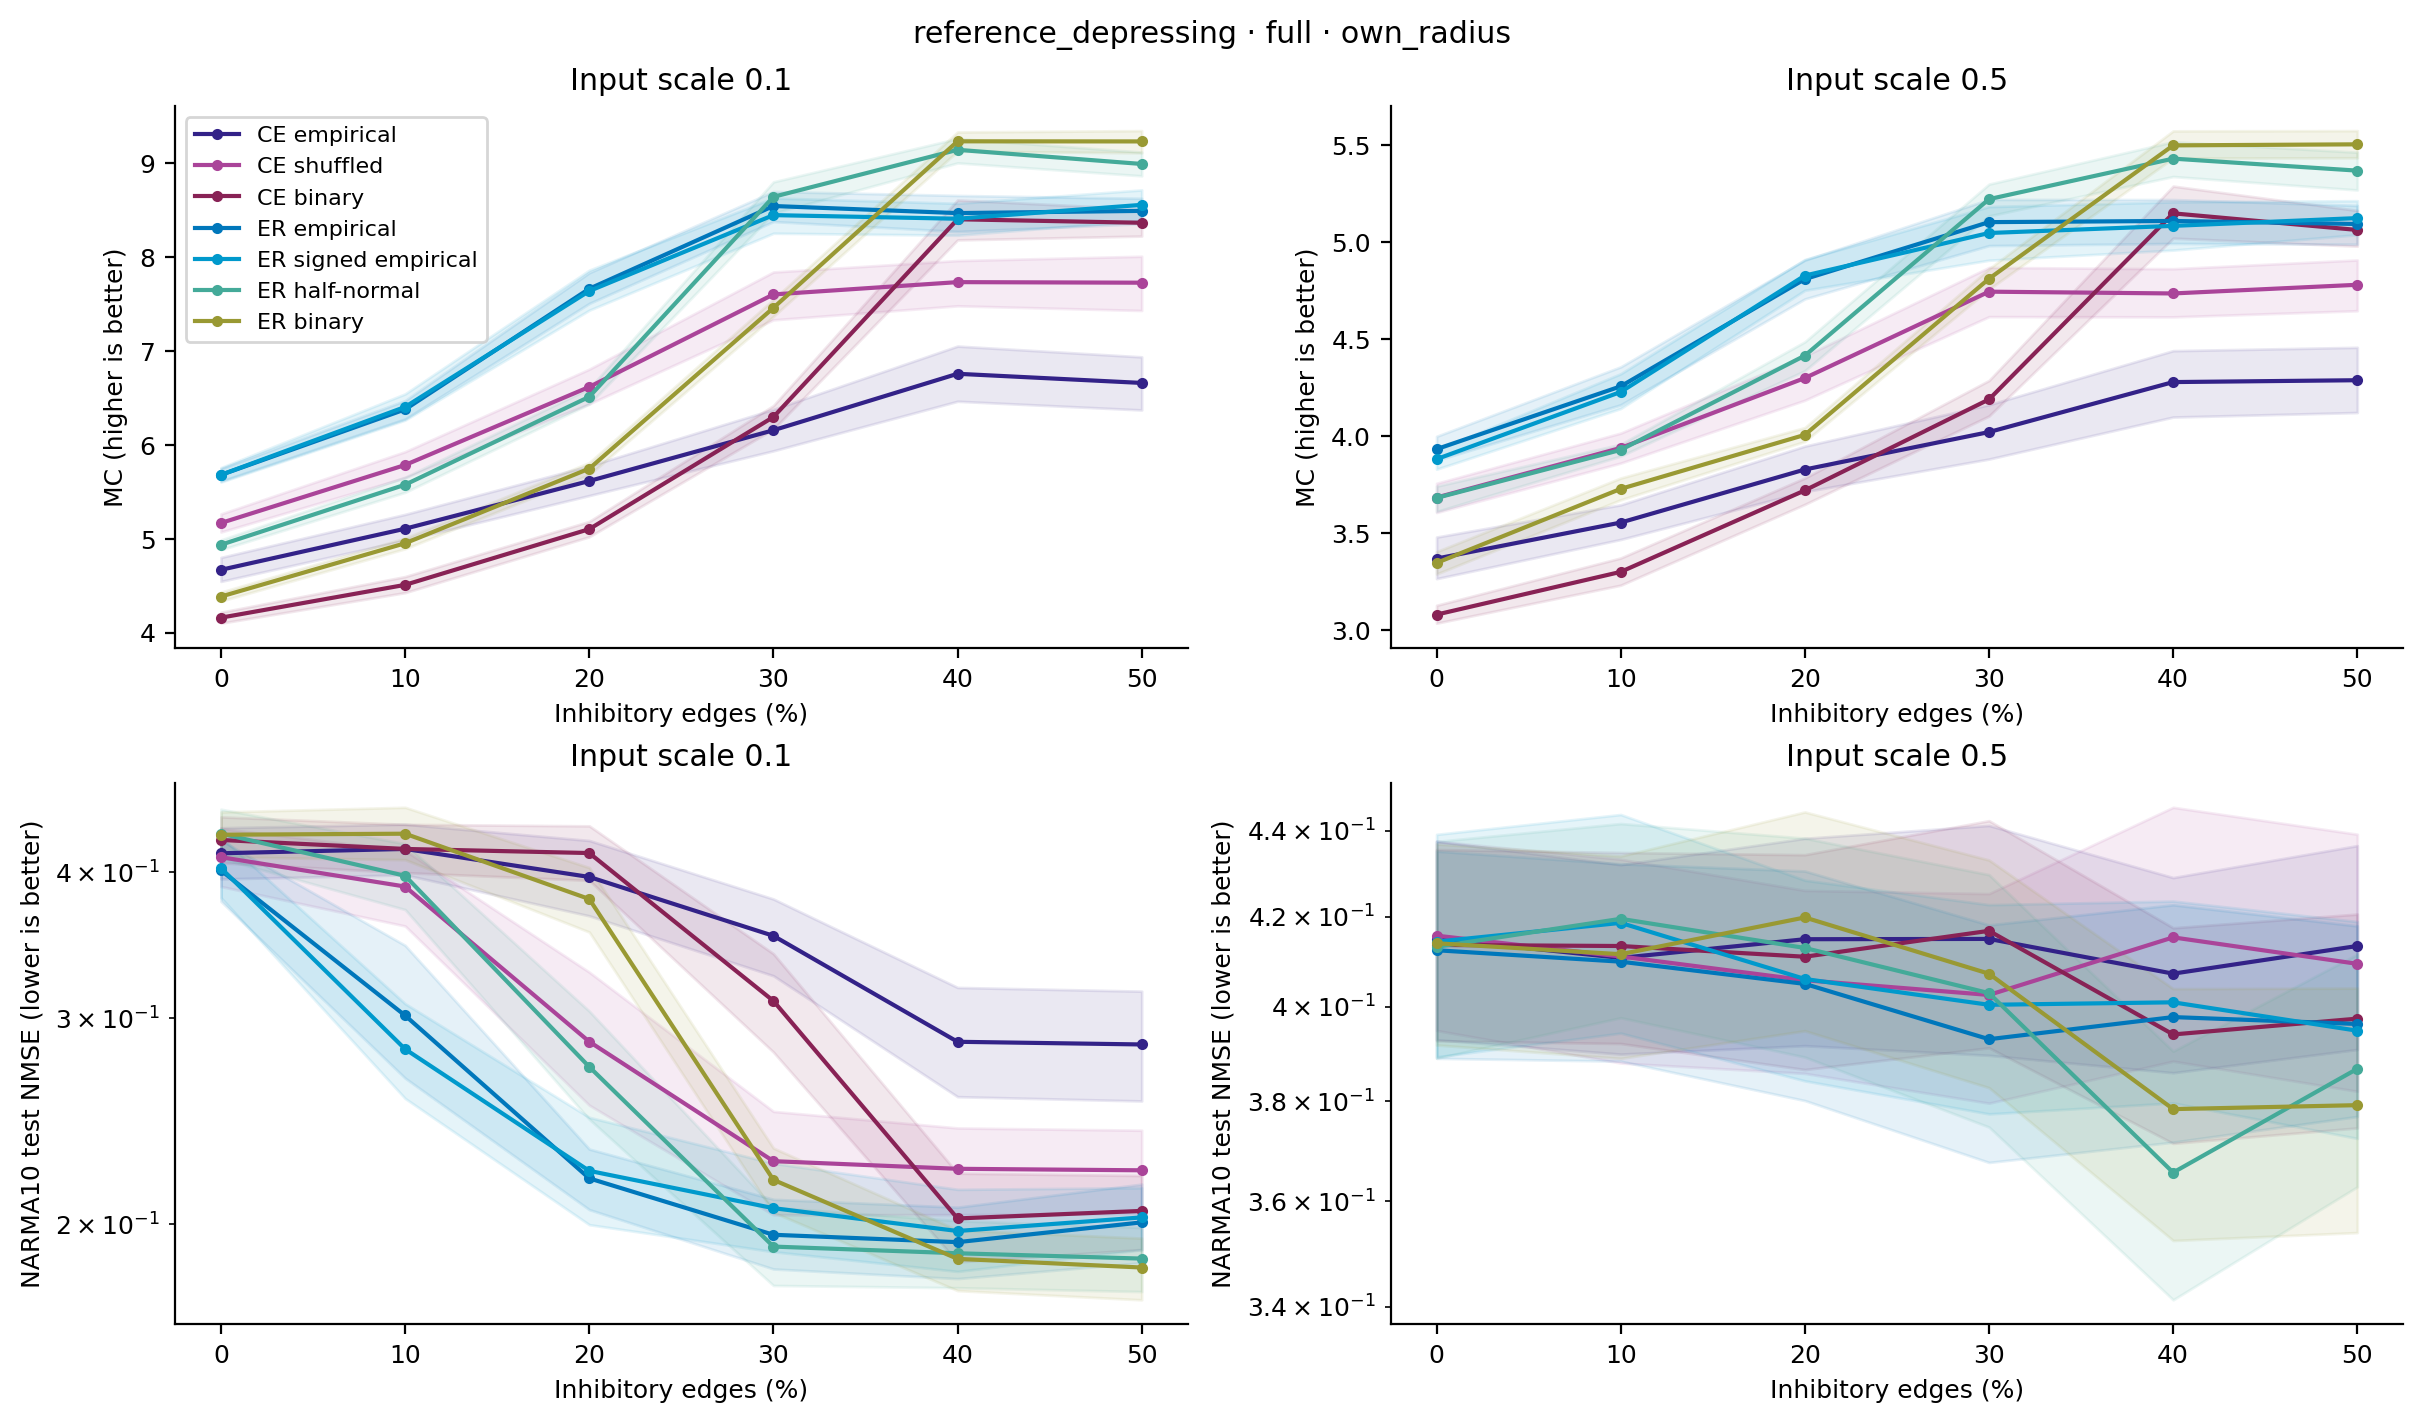 reference_depressing · full · own_radius
Input scale 0.1
MC (higher is better)
9
8
7
6
5
4
CE empirical
CE shuffled
CE binary
ER empirical
ER signed empirical
ER half-normal
ER binary
0 10 20 30 40 50
Inhibitory edges (%)
Input scale 0.5
MC (higher is better)
5.5
5.0
4.5
4.0
3.5
3.0
0 10 20 30 40 50
Inhibitory edges (%)
Input scale 0.1
NARMA10 test NMSE (lower is better)
4 × 10⁻¹
3 × 10⁻¹
2 × 10⁻¹
0 10 20 30 40 50
Inhibitory edges (%)
Input scale 0.5
NARMA10 test NMSE (lower is better)
4.4 × 10⁻¹
4.2 × 10⁻¹
4 × 10⁻¹
3.8 × 10⁻¹
3.6 × 10⁻¹
3.4 × 10⁻¹
0 10 20 30 40 50
Inhibitory edges (%)